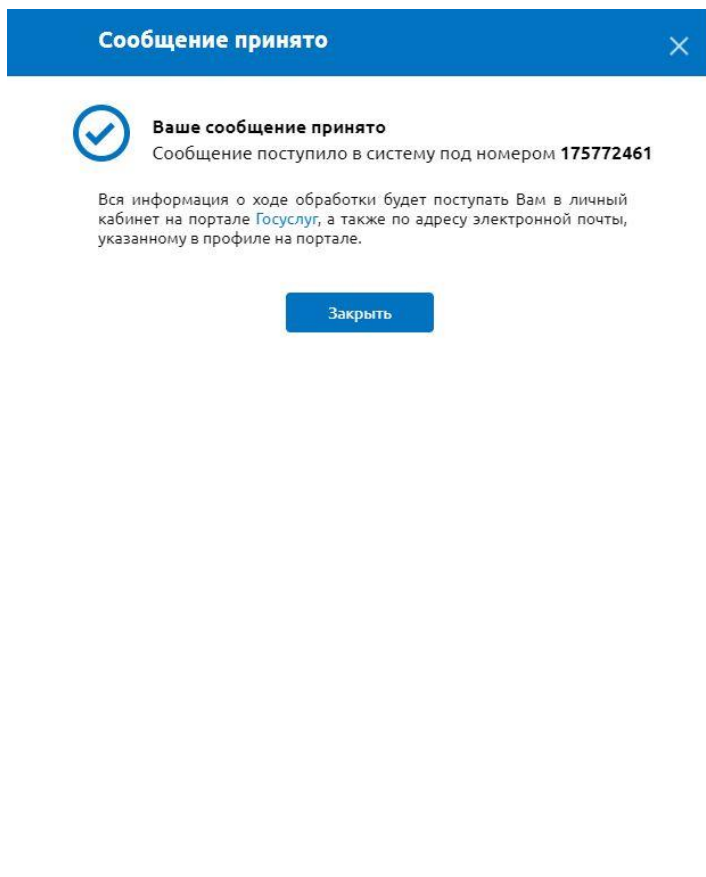 Сообщение принято
Ваше сообщение принято
Сообщение поступило в систему под номером 175772461
Вся информация о ходе обработки будет поступать Вам в личный
кабинет на портале Госуслуг, а также по адресу электронной почты,
указанному в профиле на портале.
Закрыть